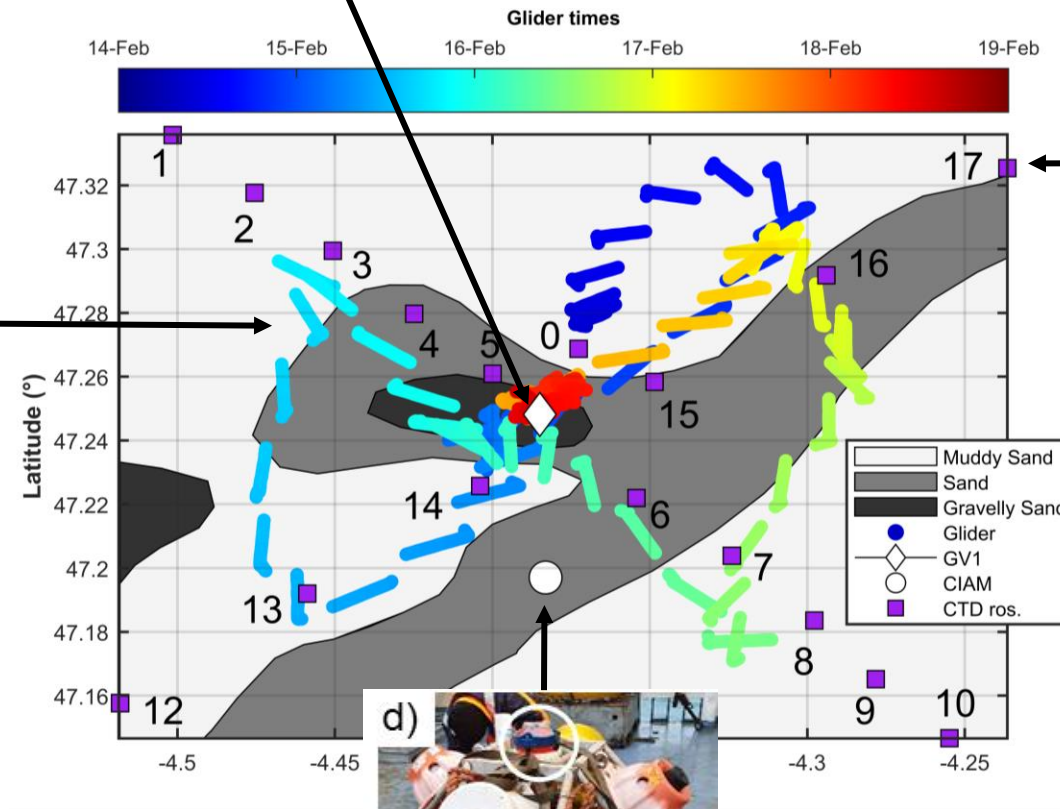 Glider times
14-Feb 15-Feb 16-Feb 17-Feb 18-Feb 19-Feb
1
17
47.32
2
47.3
3
16
47.28
4
0
5
47.26
15
Latitude (°)
47.24
Muddy Sand
Sand
47.22
14
6
Gravelly Sand
Glider
GV1
47.2
7
CIAM
13
CTD ros.
47.18
8
47.16
12
9
10
d)
-4.5 -4.45 -4.3 -4.25